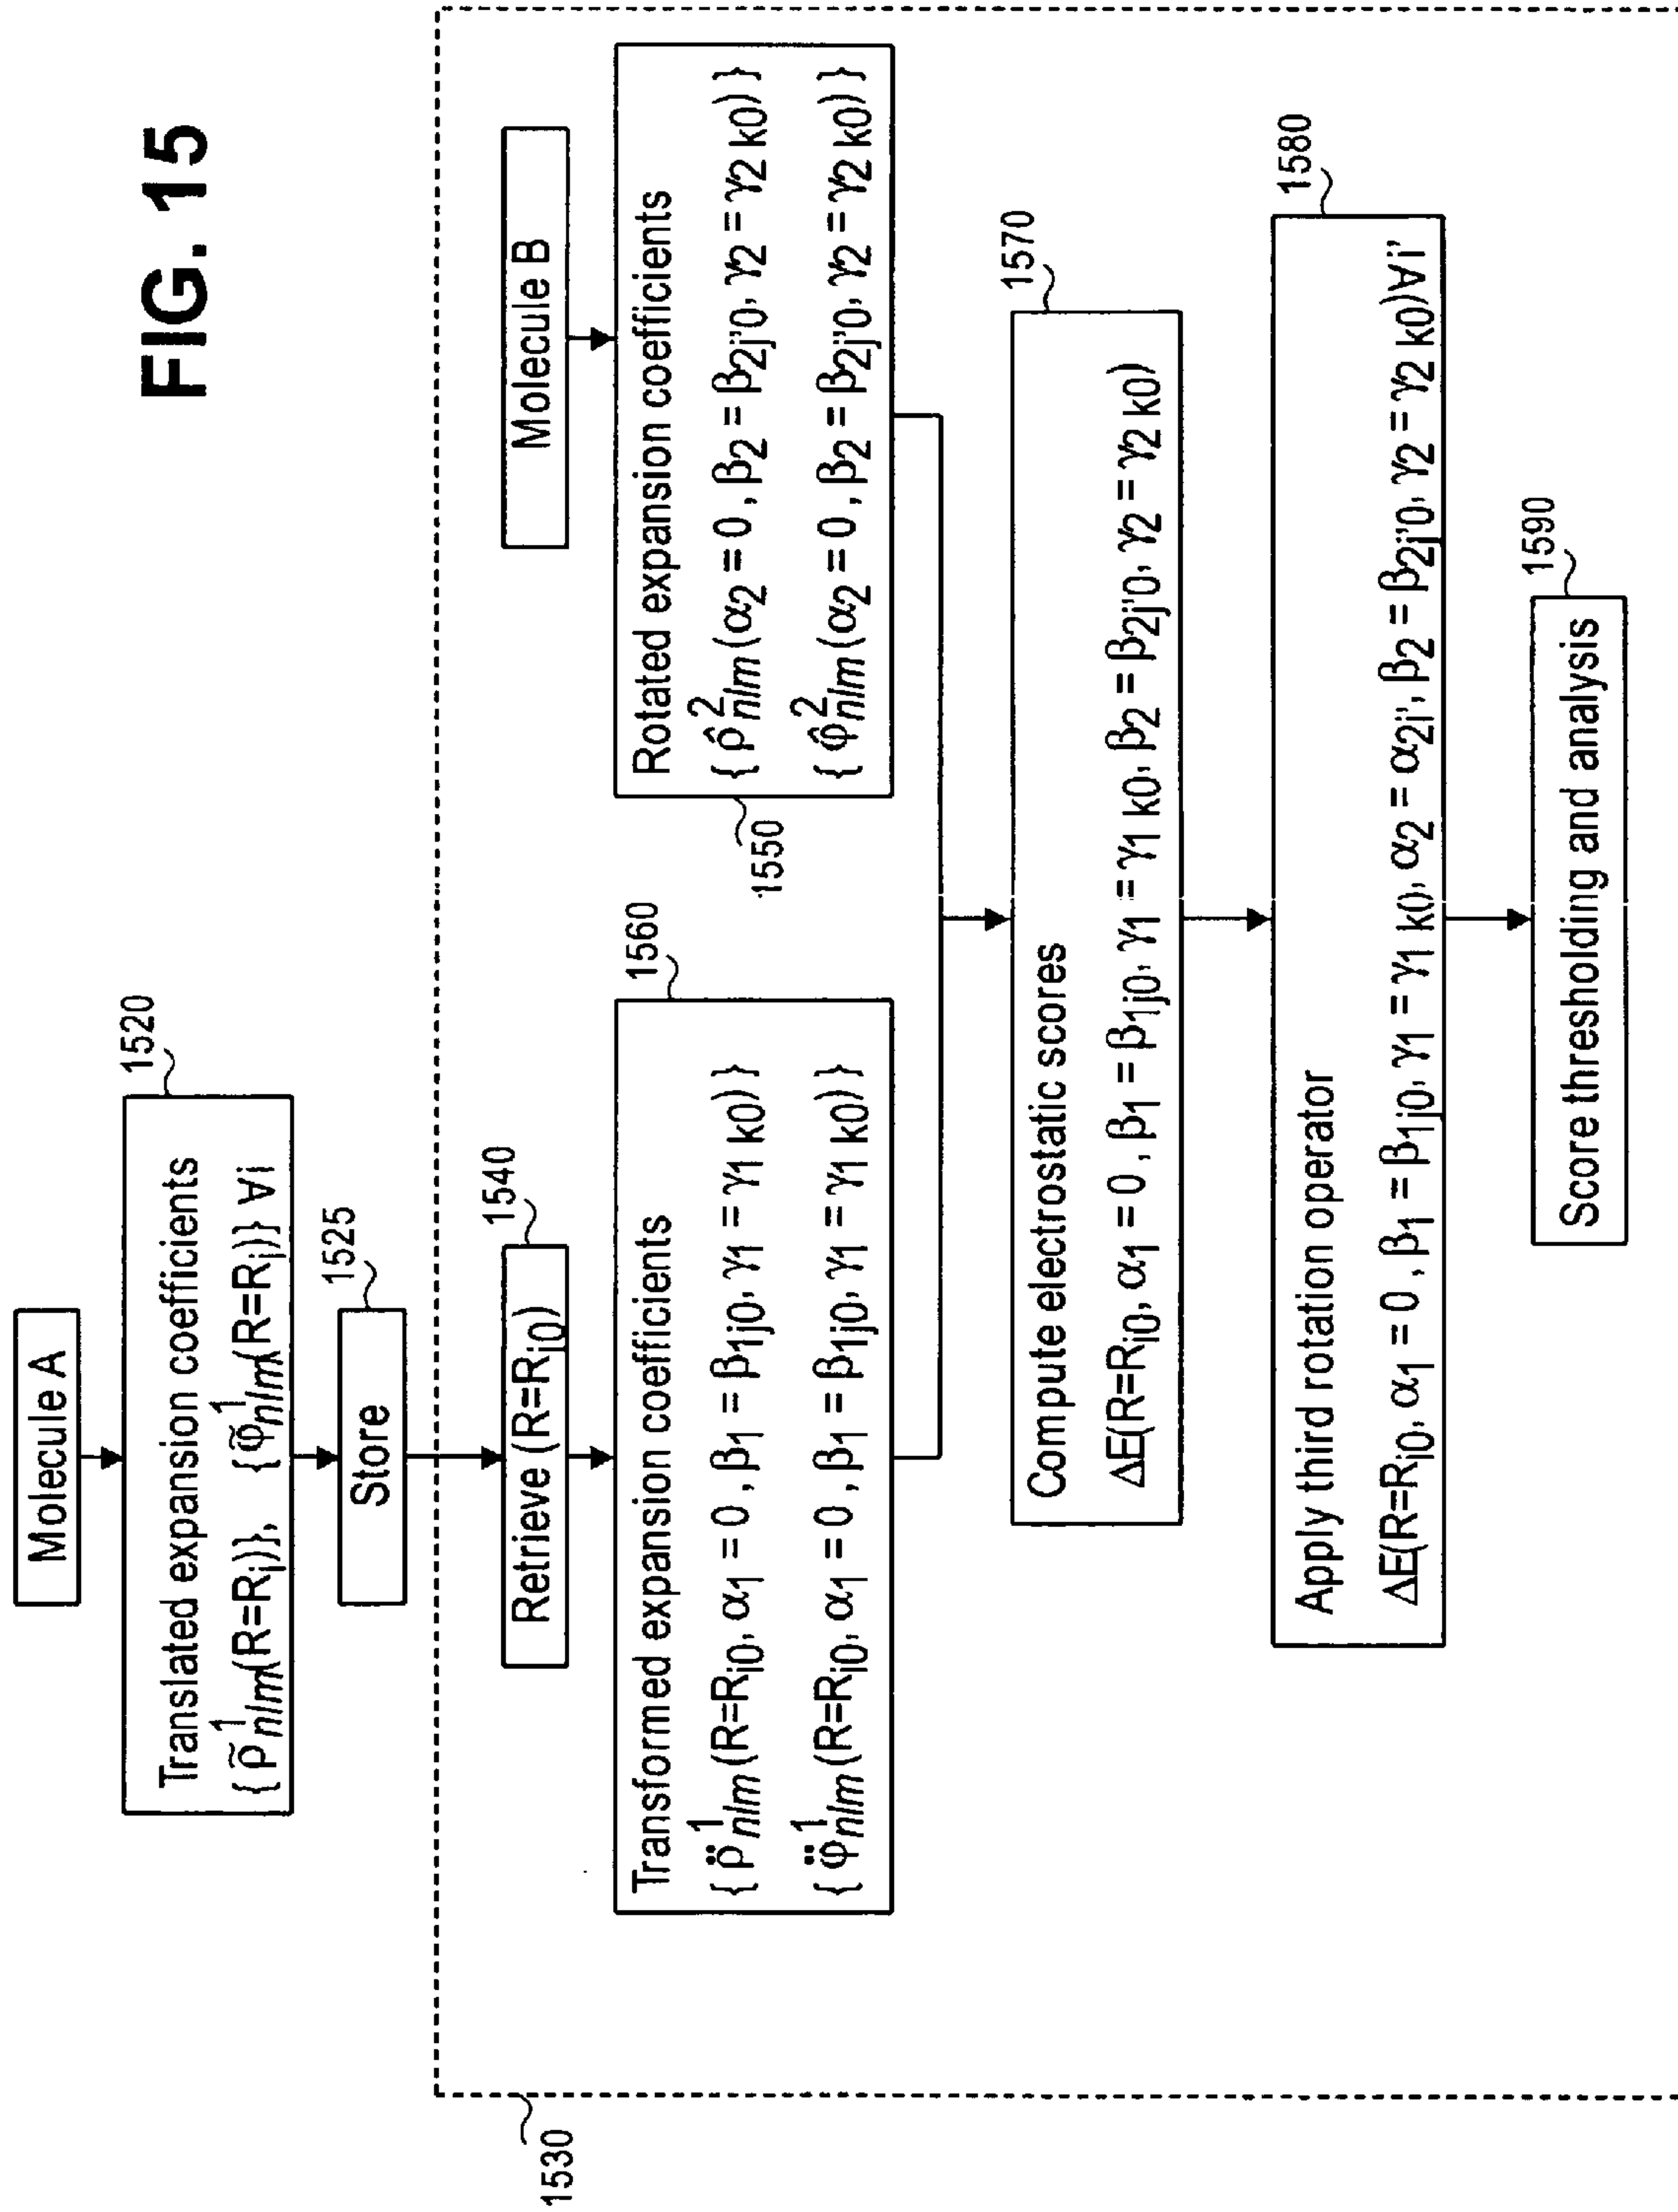 FIG. 15
Molecule A
1520
Translated expansion coefficients
{ρ̃¹nlm(R=Ri)}, {φ̃¹nlm(R=Ri)} ∀i
1525
Store
1530
1540
Retrieve (R=Ri0)
Molecule B
1560
Transformed expansion coefficients
{ρ̈¹nlm(R=Ri0, α1 = 0, β1 = β1j0, γ1 = γ1 k0)}
{φ̈¹nlm(R=Ri0, α1 = 0, β1 = β1j0, γ1 = γ1 k0)}
1550
Rotated expansion coefficients
{ρ̂²nlm(α2 = 0, β2 = β2j'0, γ2 = γ2 k0)}
{φ̂²nlm(α2 = 0, β2 = β2j'0, γ2 = γ2 k0)}
1570
Compute electrostatic scores
ΔE(R=Ri0, α1 = 0, β1 = β1j0, γ1 = γ1 k0, β2 = β2j'0, γ2 = γ2 k0)
1580
Apply third rotation operator
ΔE(R=Ri0, α1 = 0, β1 = β1j0, γ1 = γ1 k0, α2 = α2i', β2 = β2j'0, γ2 = γ2 k0)∀i'
1590
Score thresholding and analysis